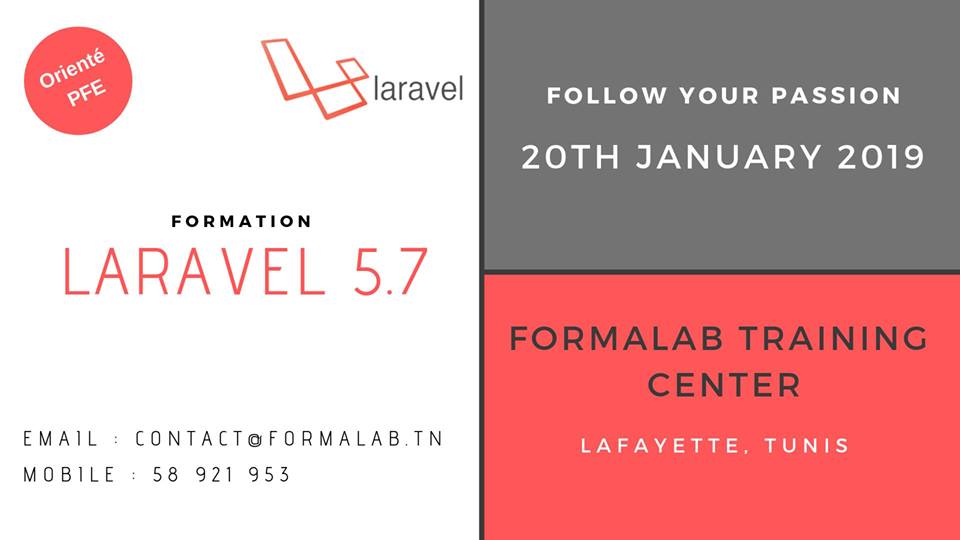 Orienté
PFE
laravel
FORMATION
LARAVEL 5.7
EMAIL : CONTACT@FORMALAB.TN
MOBILE : 58 921 953
FOLLOW YOUR PASSION
20TH JANUARY 2019
FORMALAB TRAINING
CENTER
LAFAYETTE, TUNIS